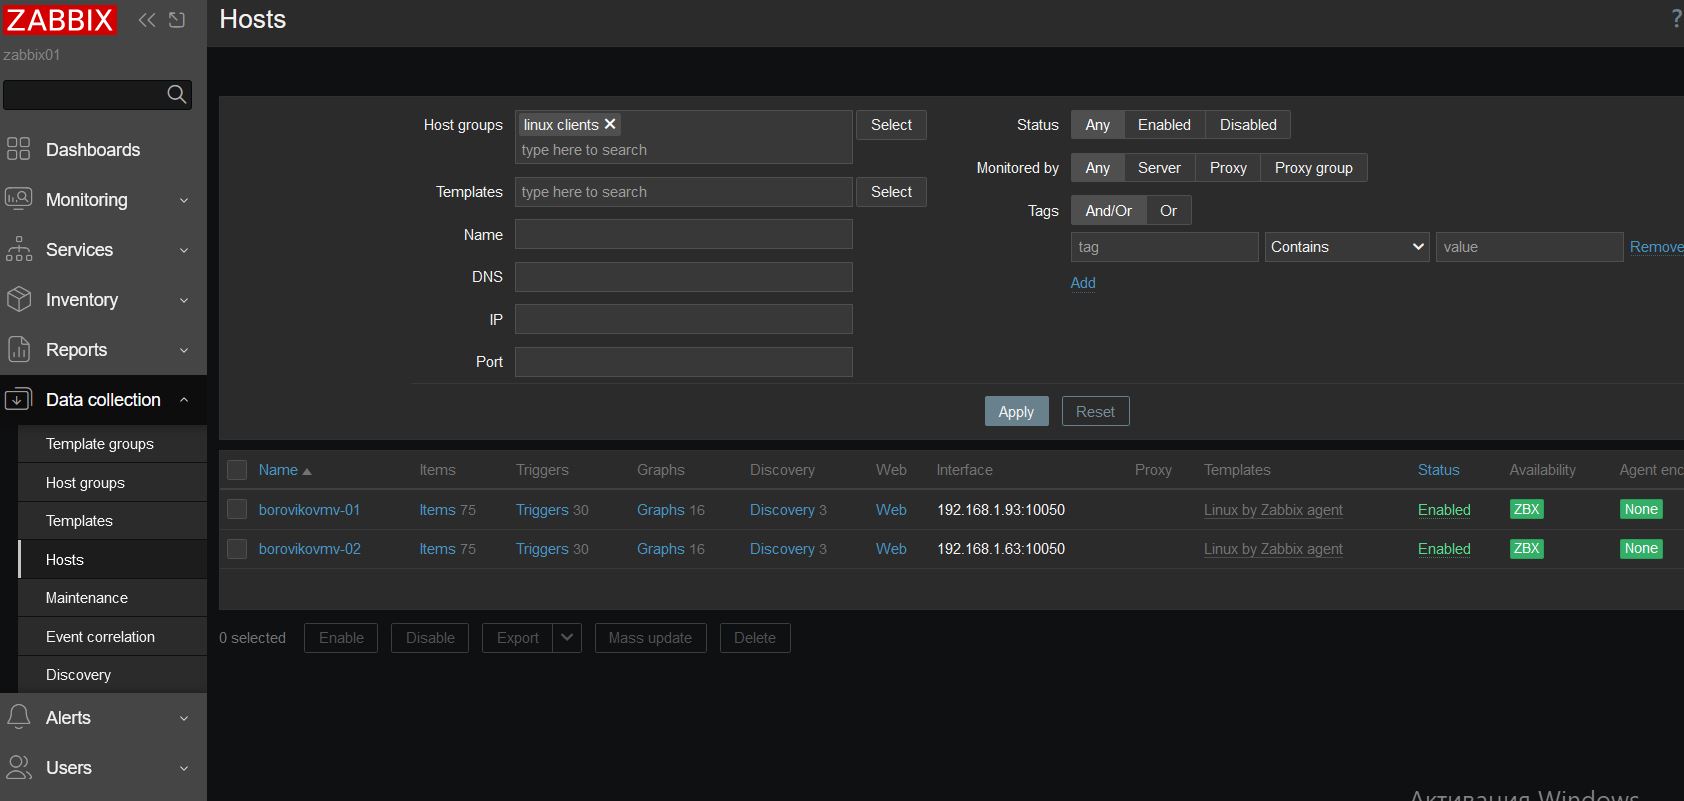 ZABBIX
zabbix01
Dashboards
Monitoring
Services
Inventory
Reports
Data collection
Template groups
Host groups
Templates
Hosts
Maintenance
Event correlation
Discovery
Alerts
Users
Hosts
?
Host groups linux clients Select
type here to search
Templates type here to search Select
Name
DNS
IP
Port
Status Any Enabled Disabled
Monitored by Any Server Proxy Proxy group
Tags And/Or Or
tag Contains value Remove
Add
Apply Reset
Name Items Triggers Graphs Discovery Web Interface Proxy Templates Status Availability Agent enc
borovikovmv-01 Items 75 Triggers 30 Graphs 16 Discovery 3 Web 192.168.1.93:10050 Linux by Zabbix agent Enabled ZBX None
borovikovmv-02 Items 75 Triggers 30 Graphs 16 Discovery 3 Web 192.168.1.63:10050 Linux by Zabbix agent Enabled ZBX None
0 selected Enable Disable Export Mass update Delete
Активация Windows